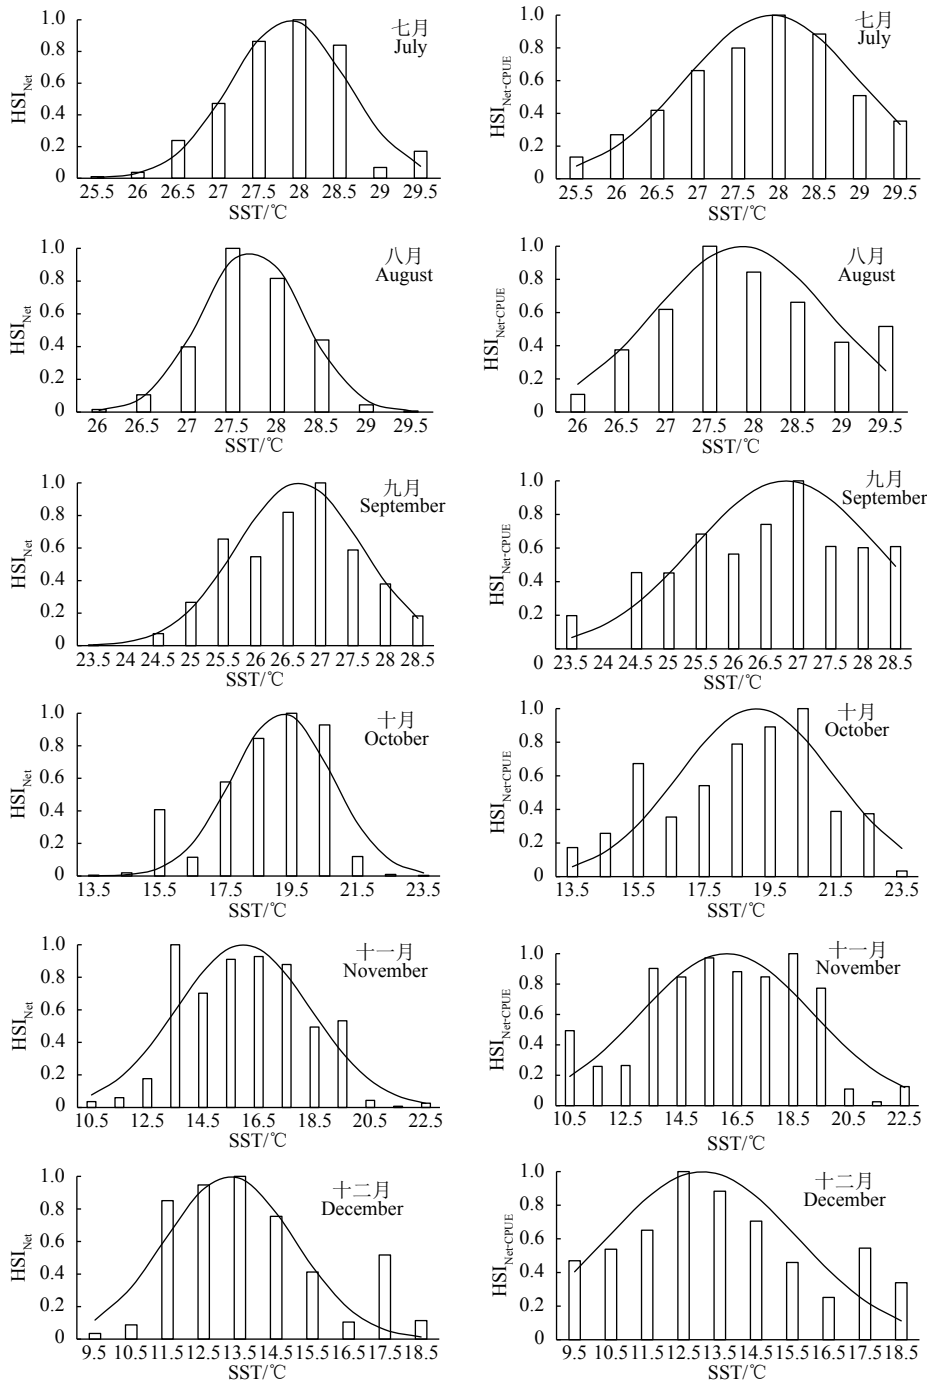 七月
July
HSI_Net
1.0
0.8
0.6
0.4
0.2
0
25.5 26 26.5 27 27.5 28 28.5 29 29.5
SST/℃
七月
July
HSI_Net-CPUE
1.0
0.8
0.6
0.4
0.2
0
25.5 26 26.5 27 27.5 28 28.5 29 29.5
SST/℃
八月
August
HSI_Net
1.0
0.8
0.6
0.4
0.2
0
26 26.5 27 27.5 28 28.5 29 29.5
SST/℃
八月
August
HSI_Net-CPUE
1.0
0.8
0.6
0.4
0.2
0
26 26.5 27 27.5 28 28.5 29 29.5
SST/℃
九月
September
HSI_Net
1.0
0.8
0.6
0.4
0.2
0
23.5 24 24.5 25 25.5 26 26.5 27 27.5 28 28.5
SST/℃
九月
September
HSI_Net-CPUE
1.0
0.8
0.6
0.4
0.2
0
23.5 24 24.5 25 25.5 26 26.5 27 27.5 28 28.5
SST/℃
十月
October
HSI_Net
1.0
0.8
0.6
0.4
0.2
0
13.5 15.5 17.5 19.5 21.5 23.5
SST/℃
十月
October
HSI_Net-CPUE
1.0
0.8
0.6
0.4
0.2
0
13.5 15.5 17.5 19.5 21.5 23.5
SST/℃
十一月
November
HSI_Net
1.0
0.8
0.6
0.4
0.2
0
10.5 12.5 14.5 16.5 18.5 20.5 22.5
SST/℃
十一月
November
HSI_Net-CPUE
1.0
0.8
0.6
0.4
0.2
0
10.5 12.5 14.5 16.5 18.5 20.5 22.5
SST/℃
十二月
December
HSI_Net
1.0
0.8
0.6
0.4
0.2
0
9.5 10.5 11.5 12.5 13.5 14.5 15.5 16.5 17.5 18.5
SST/℃
十二月
December
HSI_Net-CPUE
1.0
0.8
0.6
0.4
0.2
0
9.5 10.5 11.5 12.5 13.5 14.5 15.5 16.5 17.5 18.5
SST/℃